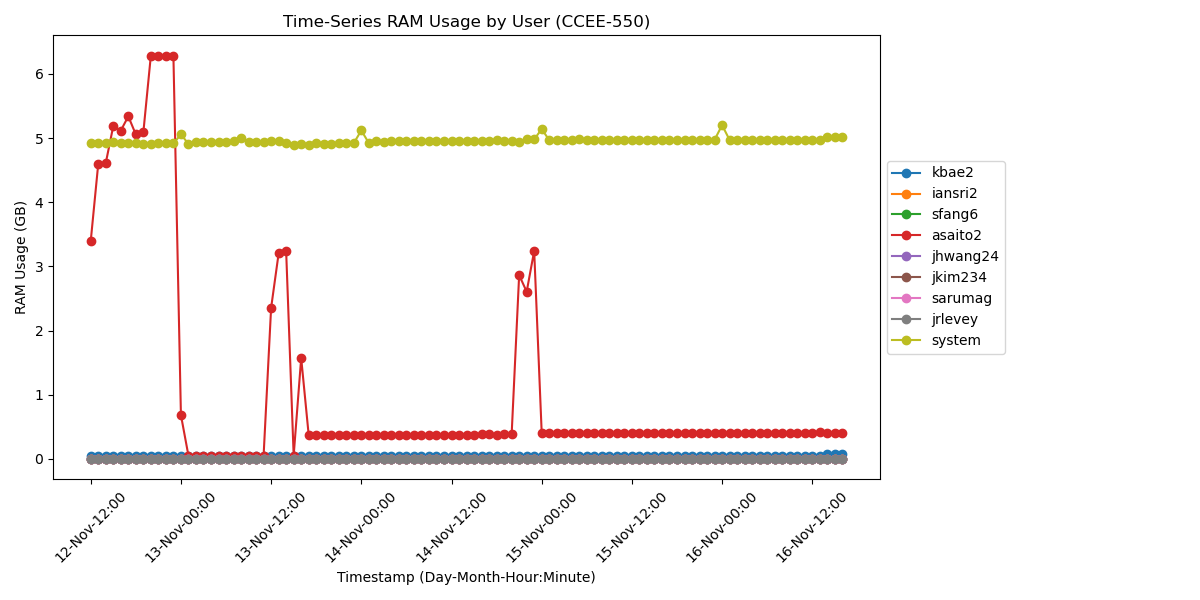 Time-Series RAM Usage by User (CCEE-550)
RAM Usage (GB)
6
5
4
3
2
1
0
12-Nov-12:00
13-Nov-00:00
13-Nov-12:00
14-Nov-00:00
14-Nov-12:00
15-Nov-00:00
15-Nov-12:00
16-Nov-00:00
16-Nov-12:00
Timestamp (Day-Month-Hour:Minute)
kbae2
iansri2
sfang6
asaito2
jhwang24
jkim234
sarumag
jrlevey
system